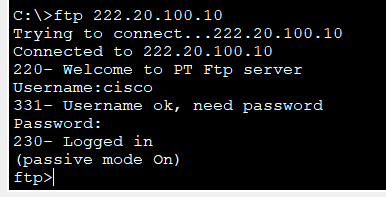 C:\>ftp 222.20.100.10
Trying to connect...222.20.100.10
Connected to 222.20.100.10
220- Welcome to PT Ftp server
Username:cisco
331- Username ok, need password
Password:
230- Logged in
(passive mode On)
ftp>